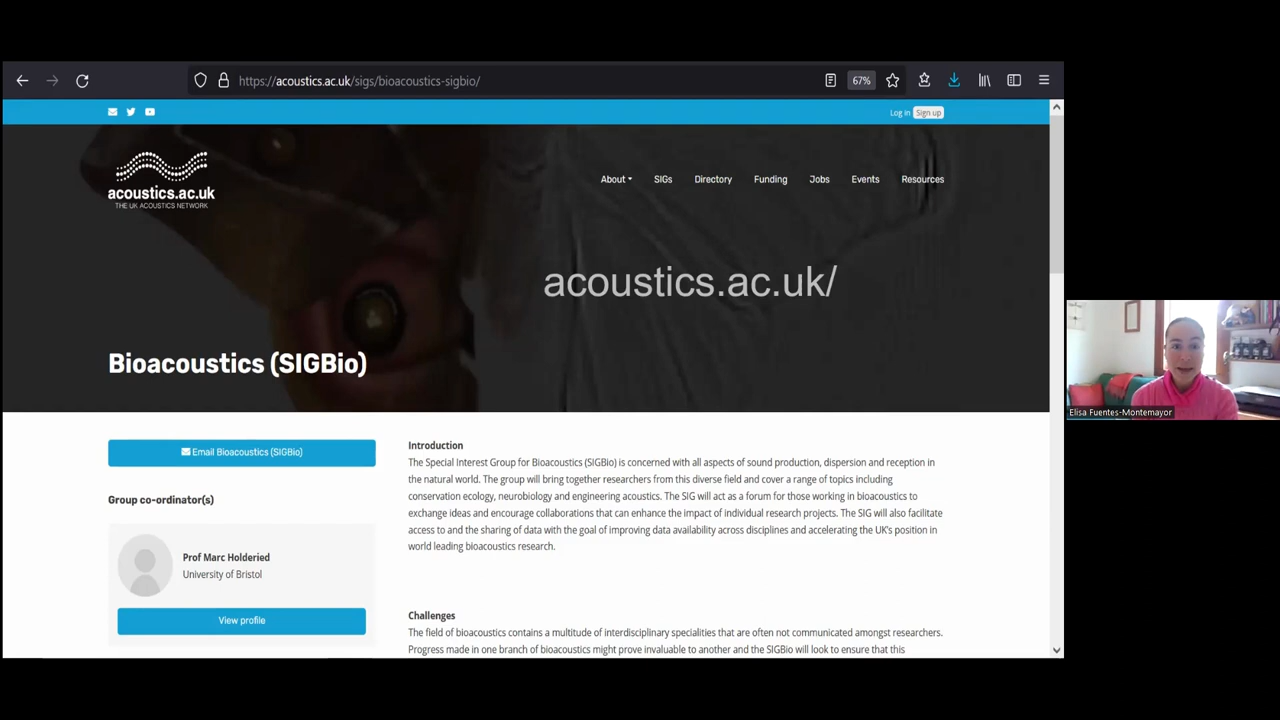 https://acoustics.ac.uk/sigs/bioacoustics-sigbio/
67%
Log in Sign up
acoustics.ac.uk
THE UK ACOUSTICS NETWORK
About SIGs Directory Funding Jobs Events Resources
acoustics.ac.uk/
Bioacoustics (SIGBio)
Email Bioacoustics (SIGBio)
Group co-ordinator(s)
Prof Marc Holderied
University of Bristol
View profile
Introduction
The Special Interest Group for Bioacoustics (SIGBio) is concerned with all aspects of sound production, dispersion and reception in
the natural world. The group will bring together researchers from this diverse field and cover a range of topics including
conservation ecology, neurobiology and engineering acoustics. The SIG will act as a forum for those working in bioacoustics to
exchange ideas and encourage collaborations that can enhance the impact of individual research projects. The SIG will also facilitate
access to and the sharing of data with the goal of improving data availability across disciplines and accelerating the UK's position in
world leading bioacoustics research.
Challenges
The field of bioacoustics contains a multitude of interdisciplinary specialities that are often not communicated amongst researchers.
Progress made in one branch of bioacoustics might prove invaluable to another and the SIGBio will look to ensure that this
Elisa Fuentes-Montemayor